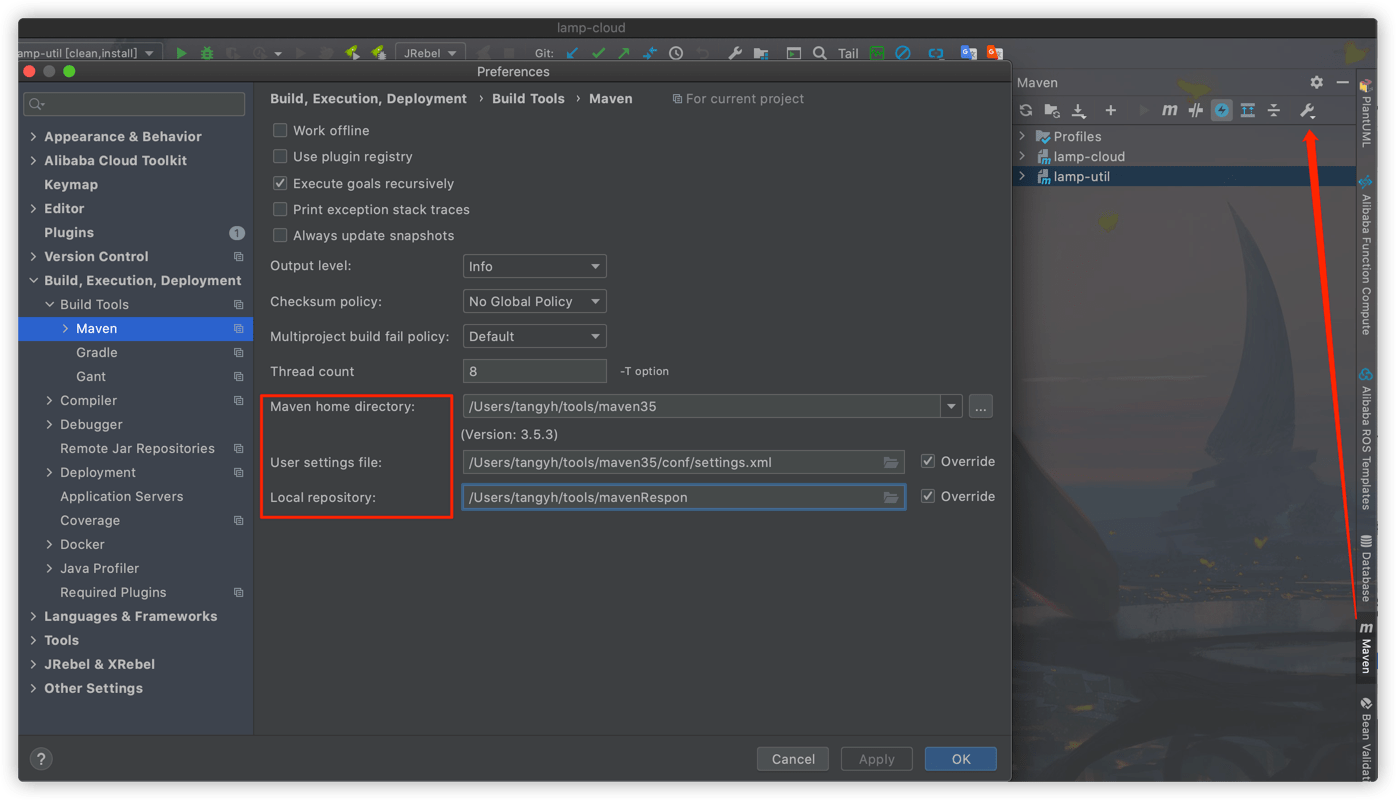 lamp-cloud
amp-util [clean,install]
JRebel
Git:
Tail
Preferences
Appearance & Behavior
Alibaba Cloud Toolkit
Keymap
Editor
Plugins
1
Version Control
Build, Execution, Deployment
Build Tools
Maven
Gradle
Gant
Compiler
Debugger
Remote Jar Repositories
Deployment
Application Servers
Coverage
Docker
Java Profiler
Required Plugins
Languages & Frameworks
Tools
JRebel & XRebel
Other Settings
?
Build, Execution, Deployment › Build Tools › Maven For current project
Work offline
Use plugin registry
Execute goals recursively
Print exception stack traces
Always update snapshots
Output level: Info
Checksum policy: No Global Policy
Multiproject build fail policy: Default
Thread count 8 -T option
Maven home directory: /Users/tangyh/tools/maven35 ...
(Version: 3.5.3)
User settings file: /Users/tangyh/tools/maven35/conf/settings.xml Override
Local repository: /Users/tangyh/tools/mavenRespon Override
Cancel Apply OK
Maven
m
Profiles
lamp-cloud
lamp-util
PlantUML
Alibaba Function Compute
Alibaba ROS Templates
Database
m Maven
Bean Validat